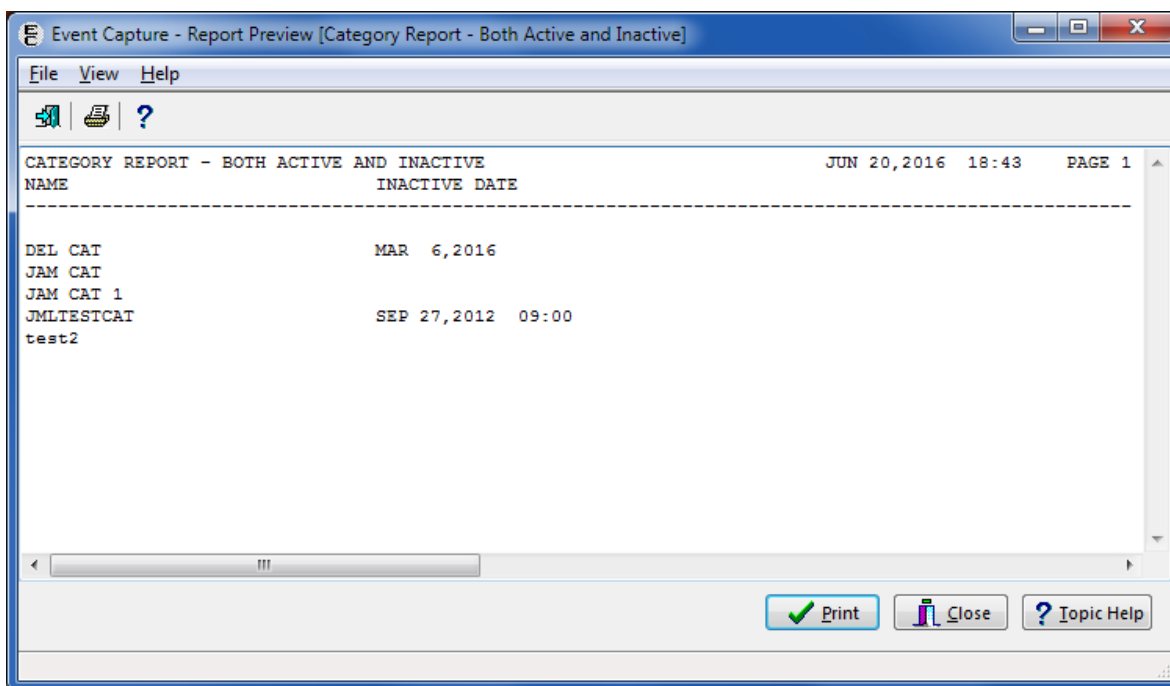 Event Capture - Report Preview [Category Report - Both Active and Inactive]
File View Help
?
CATEGORY REPORT - BOTH ACTIVE AND INACTIVE JUN 20,2016 18:43 PAGE 1
NAME INACTIVE DATE
--------------------------------------------------------------------------------
DEL CAT MAR 6,2016
JAM CAT
JAM CAT 1
JMLTESTCAT SEP 27,2012 09:00
test2
Print Close ? Topic Help